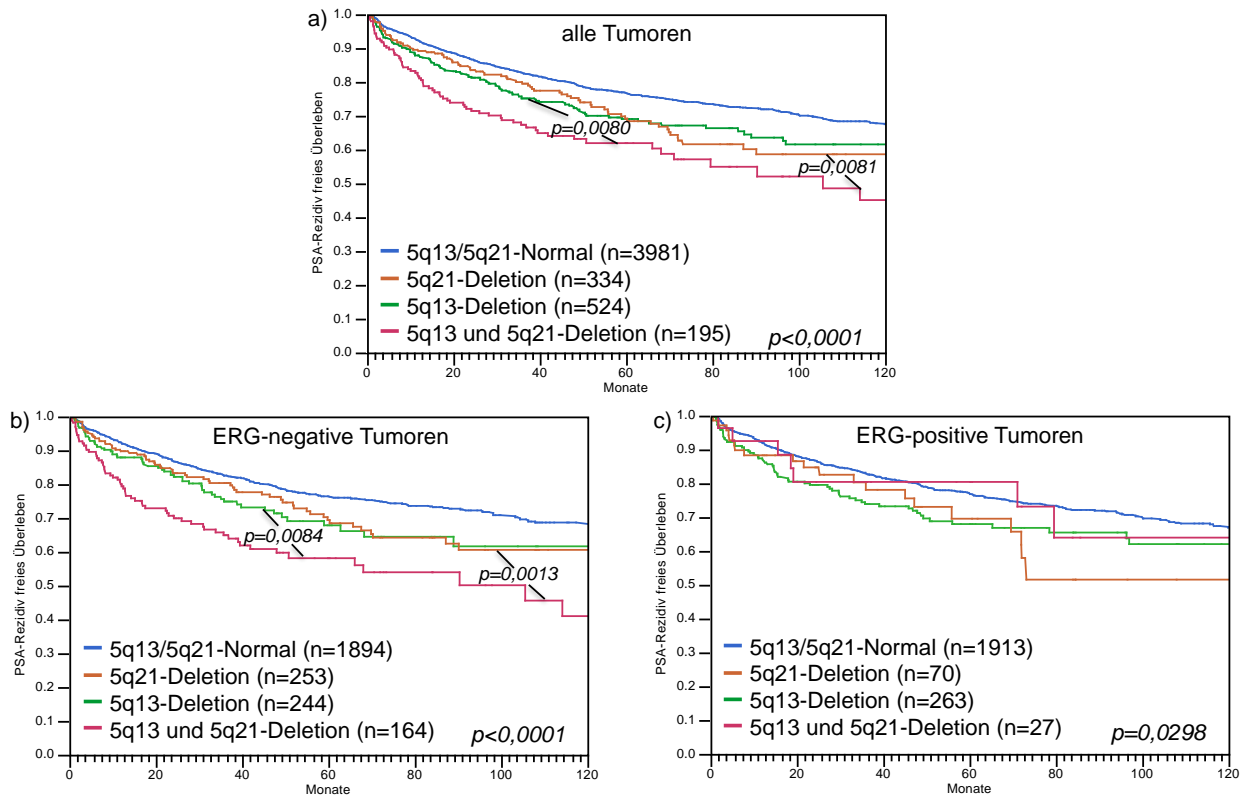 a)
alle Tumoren
PSA-Rezidiv freies Überleben
1.0
0.9
0.8
0.7
0.6
0.5
0.4
0.3
0.2
0.1
0.0
p=0,0080
p=0,0081
5q13/5q21-Normal (n=3981)
5q21-Deletion (n=334)
5q13-Deletion (n=524)
5q13 und 5q21-Deletion (n=195)
p<0,0001
0 20 40 60 80 100 120
Monate
b)
ERG-negative Tumoren
PSA-Rezidiv freies Überleben
1.0
0.9
0.8
0.7
0.6
0.5
0.4
0.3
0.2
0.1
0.0
p=0,0084
p=0,0013
5q13/5q21-Normal (n=1894)
5q21-Deletion (n=253)
5q13-Deletion (n=244)
5q13 und 5q21-Deletion (n=164)
p<0,0001
0 20 40 60 80 100 120
Monate
c)
ERG-positive Tumoren
PSA-Rezidiv freies Überleben
1.0
0.9
0.8
0.7
0.6
0.5
0.4
0.3
0.2
0.1
0.0
5q13/5q21-Normal (n=1913)
5q21-Deletion (n=70)
5q13-Deletion (n=263)
5q13 und 5q21-Deletion (n=27)
p=0,0298
0 20 40 60 80 100 120
Monate